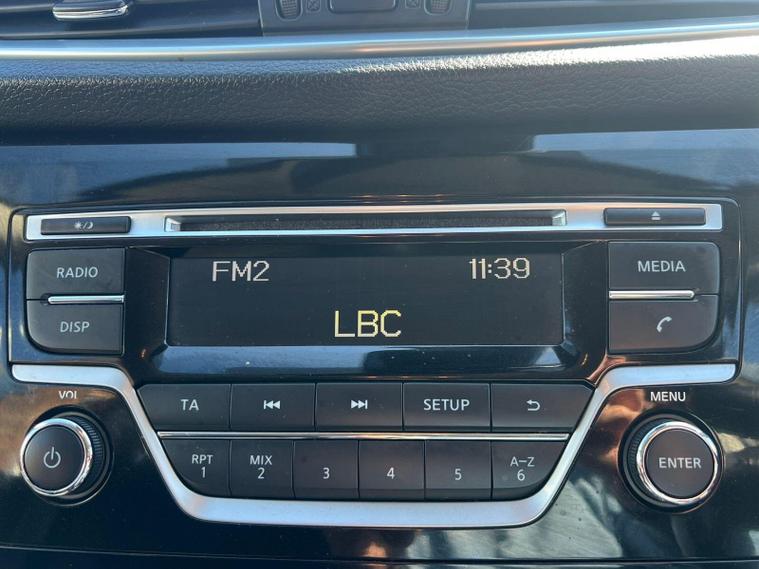 FM2 11:39
RADIO
MEDIA
LBC
DISP
VOL
MENU
TA
SETUP
RPT MIX A–Z
1 2 3 4 5 6
ENTER